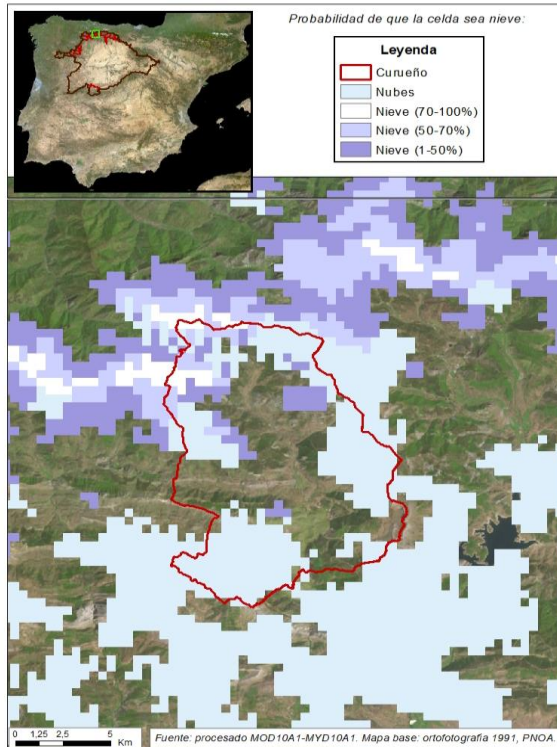 Probabilidad de que la celda sea nieve:
Leyenda
Curueño
Nubes
Nieve (70-100%)
Nieve (50-70%)
Nieve (1-50%)
0 1,25 2,5 5
Km
Fuente: procesado MOD10A1-MYD10A1. Mapa base: ortofotografía 1991, PNOA